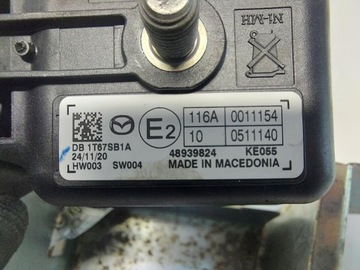 Ni-MH
E2
116A 0011154
10 0511140
DB 1T67SB1A
24/11/20
48939824 KE055
HW003 SW004 MADE IN MACEDONIA